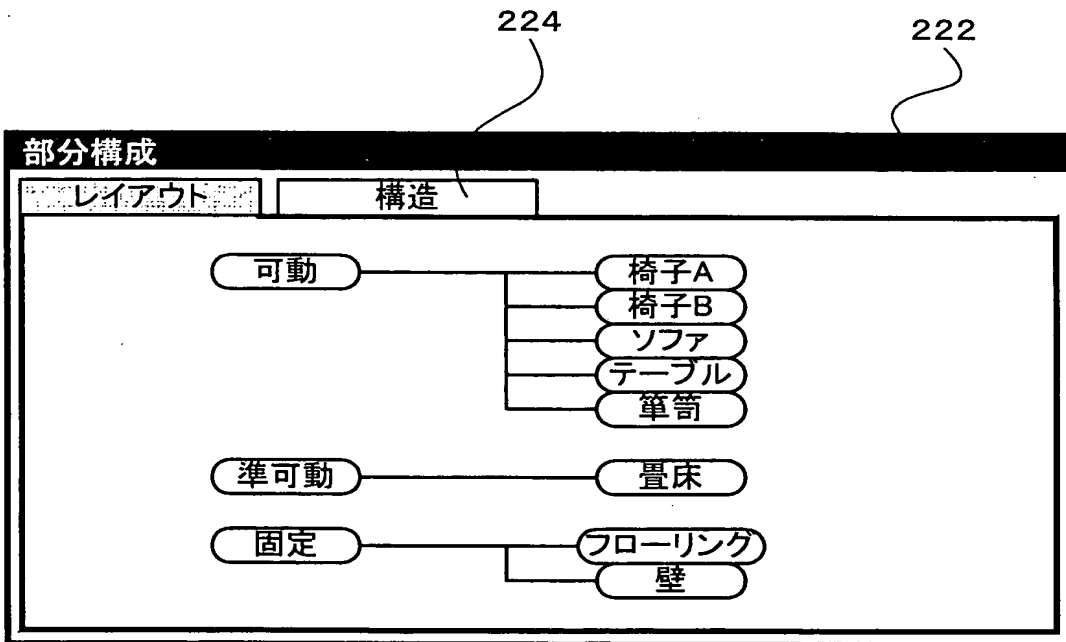 224
222
部分構成
レイアウト
構造
可動
椅子A
椅子B
ソファ
テーブル
箪笥
準可動
畳床
固定
フローリング
壁